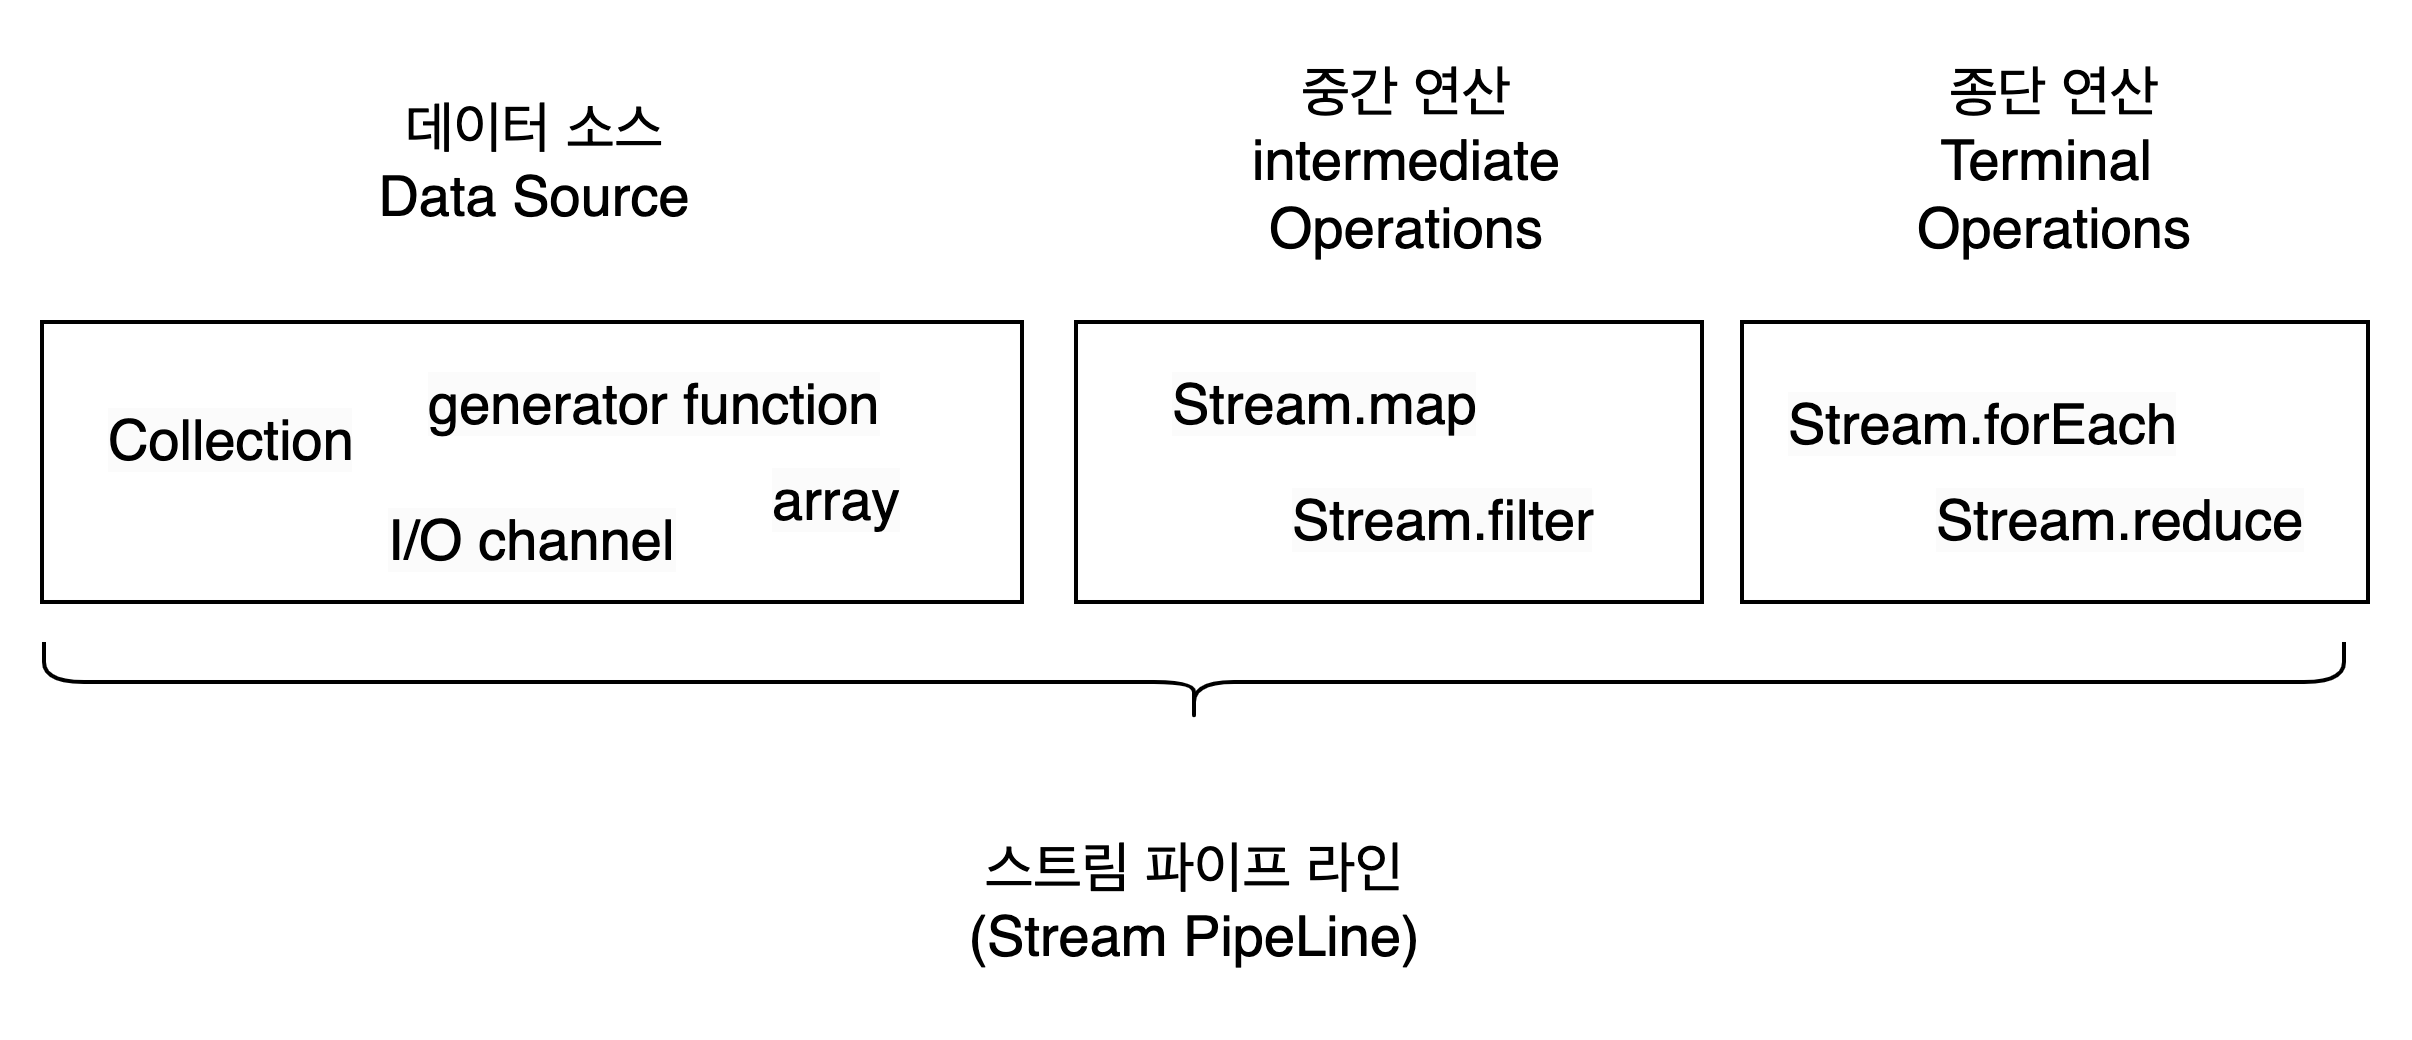 데이터 소스
Data Source
중간 연산
intermediate
Operations
종단 연산
Terminal
Operations
Collection
generator function
I/O channel
array
Stream.map
Stream.filter
Stream.forEach
Stream.reduce
스트림 파이프 라인
(Stream PipeLine)